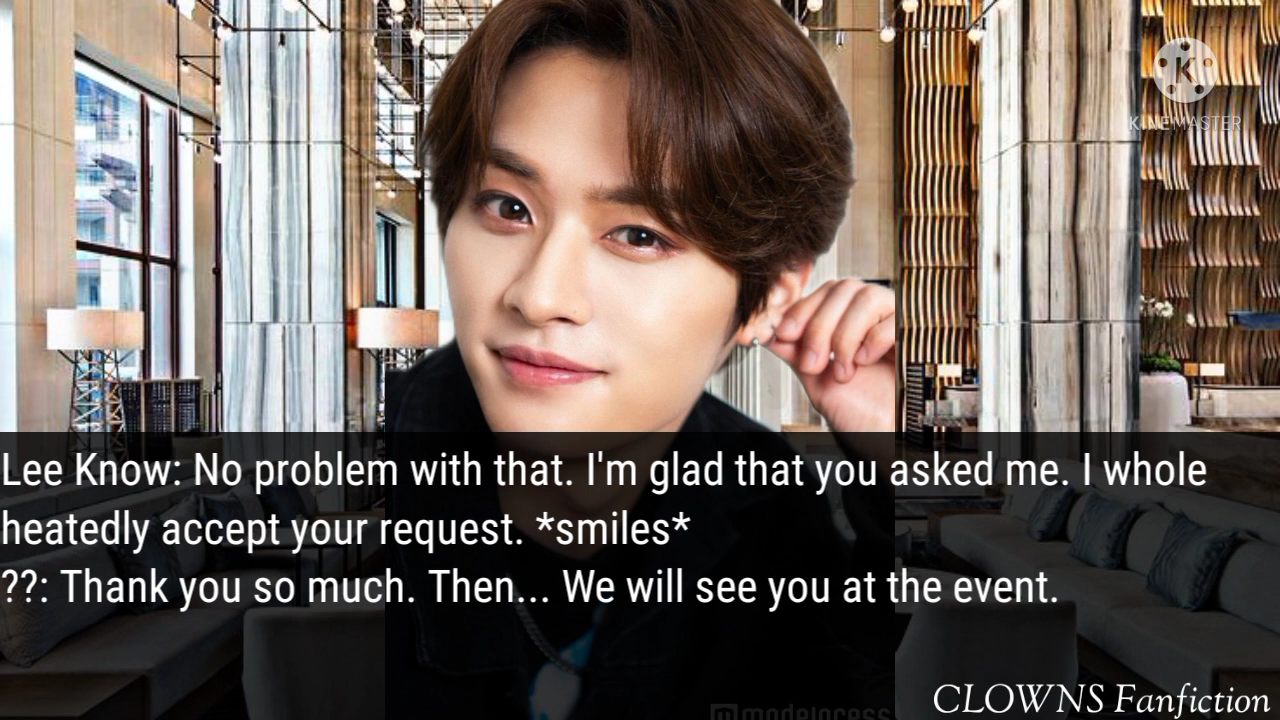 KINEMASTER
Lee Know: No problem with that. I'm glad that you asked me. I whole
heatedly accept your request. *smiles*
??: Thank you so much. Then... We will see you at the event.
CLOWNS Fanfiction
modelpress